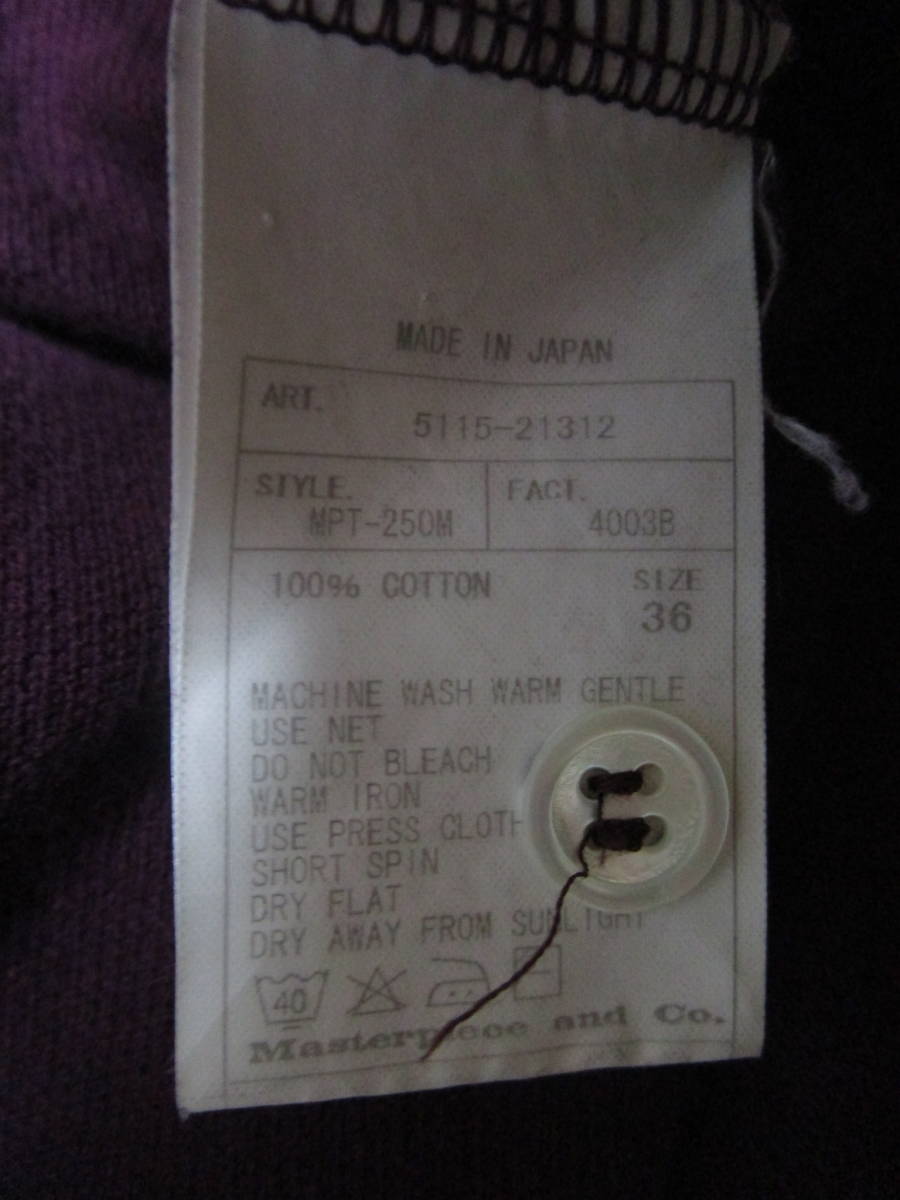 MADE IN JAPAN
ART.
5115-21312
STYLE.
MPT-250M
FACT.
4003B
100% COTTON
SIZE
36
MACHINE WASH WARM GENTLE
USE NET
DO NOT BLEACH
WARM IRON
USE PRESS CLOTH
SHORT SPIN
DRY FLAT
DRY AWAY FROM SUNLIGHT
40
Masterpiece and Co.